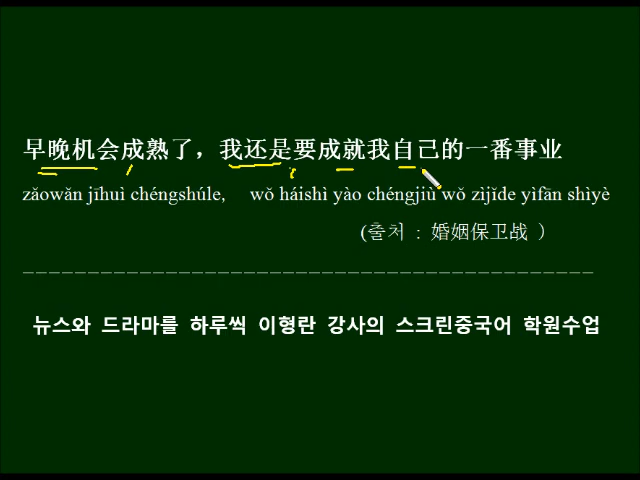 早晚机会成熟了，我还是要成就我自己的一番事业
zǎowǎn jīhuì chéngshúle, wǒ háishì yào chéngjiù wǒ zìjǐde yìfān shìyè
(출처 : 婚姻保卫战 )
뉴스와 드라마를 하루씩 이형란 강사의 스크린중국어 학원수업